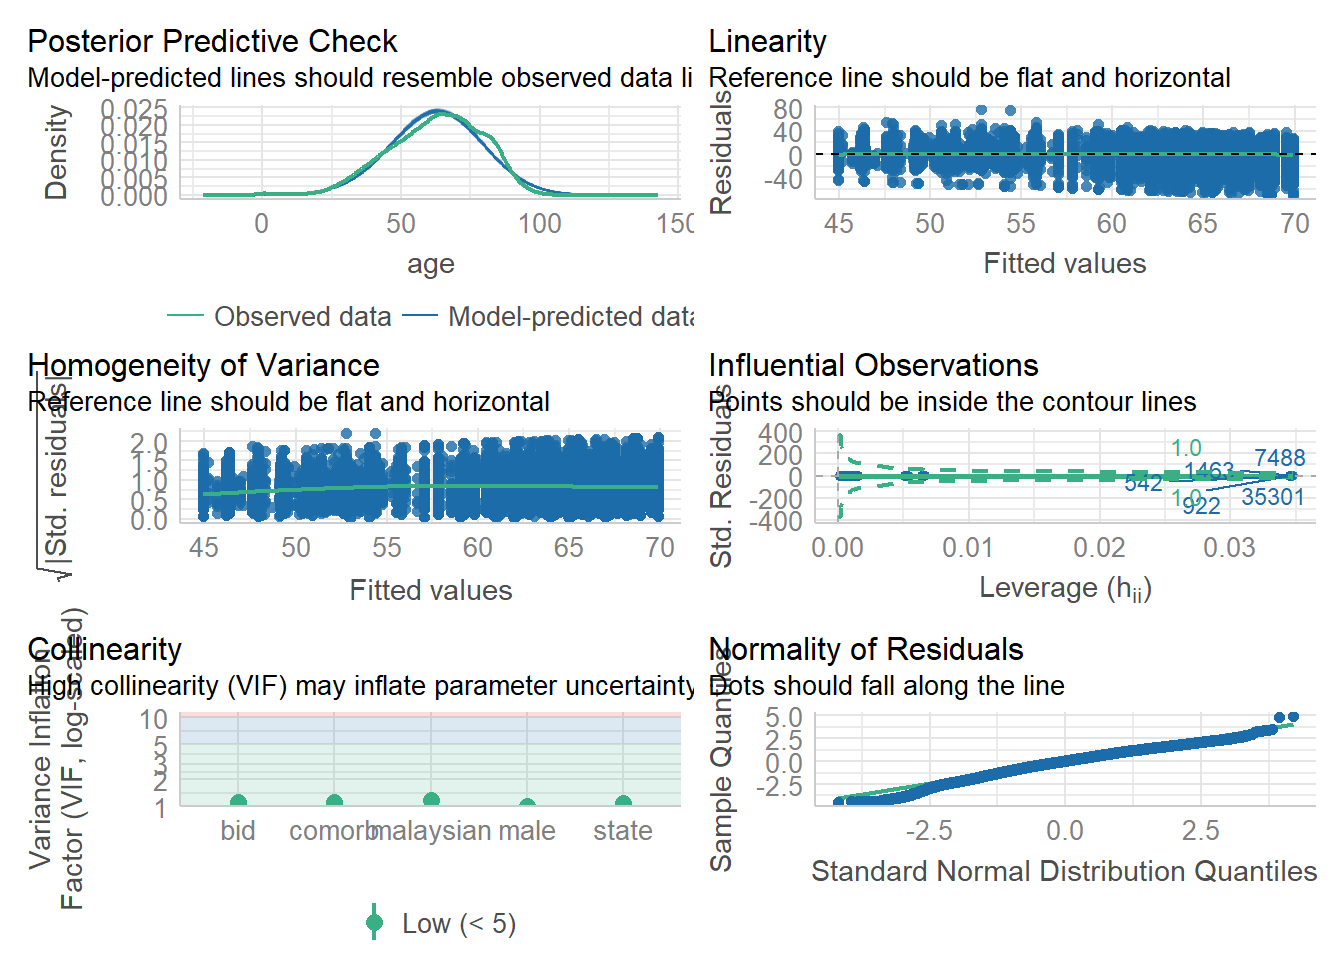 Posterior Predictive Check
Model-predicted lines should resemble observed data li
Density
0.025
0.020
0.015
0.010
0.005
0.000
0
50
100
150
age
Observed data
Model-predicted data
Linearity
Reference line should be flat and horizontal
Residuals
80
40
0
-40
45
50
55
60
65
70
Fitted values
Homogeneity of Variance
Reference line should be flat and horizontal
√|Std. residuals|
2.0
1.5
1.0
0.5
0.0
45
50
55
60
65
70
Fitted values
Influential Observations
Points should be inside the contour lines
Std. Residuals
400
200
0
-200
-400
1.0
7488
1463
542
1.0
35301
922
0.00
0.01
0.02
0.03
Leverage (hii)
Collinearity
High collinearity (VIF) may inflate parameter uncertainty
Variance Inflation
Factor (VIF, log-scaled)
10
5
3
2
1
bid
comorb
malaysian
male
state
Low (< 5)
Normality of Residuals
Dots should fall along the line
Sample Quantiles
5.0
2.5
0.0
-2.5
-2.5
0.0
2.5
Standard Normal Distribution Quantiles